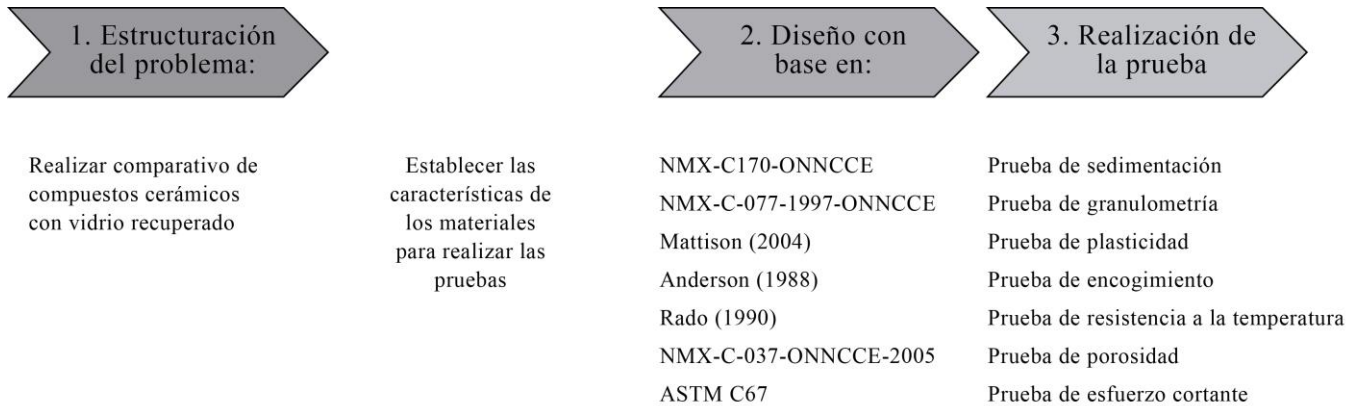 1. Estructuración
del problema:
2. Diseño con
base en:
3. Realización de
la prueba
Realizar comparativo de
compuestos cerámicos
con vidrio recuperado
Establecer las
características de
los materiales
para realizar las
pruebas
NMX-C170-ONNCCE
NMX-C-077-1997-ONNCCE
Mattison (2004)
Anderson (1988)
Rado (1990)
NMX-C-037-ONNCCE-2005
ASTM C67
Prueba de sedimentación
Prueba de granulometría
Prueba de plasticidad
Prueba de encogimiento
Prueba de resistencia a la temperatura
Prueba de porosidad
Prueba de esfuerzo cortante